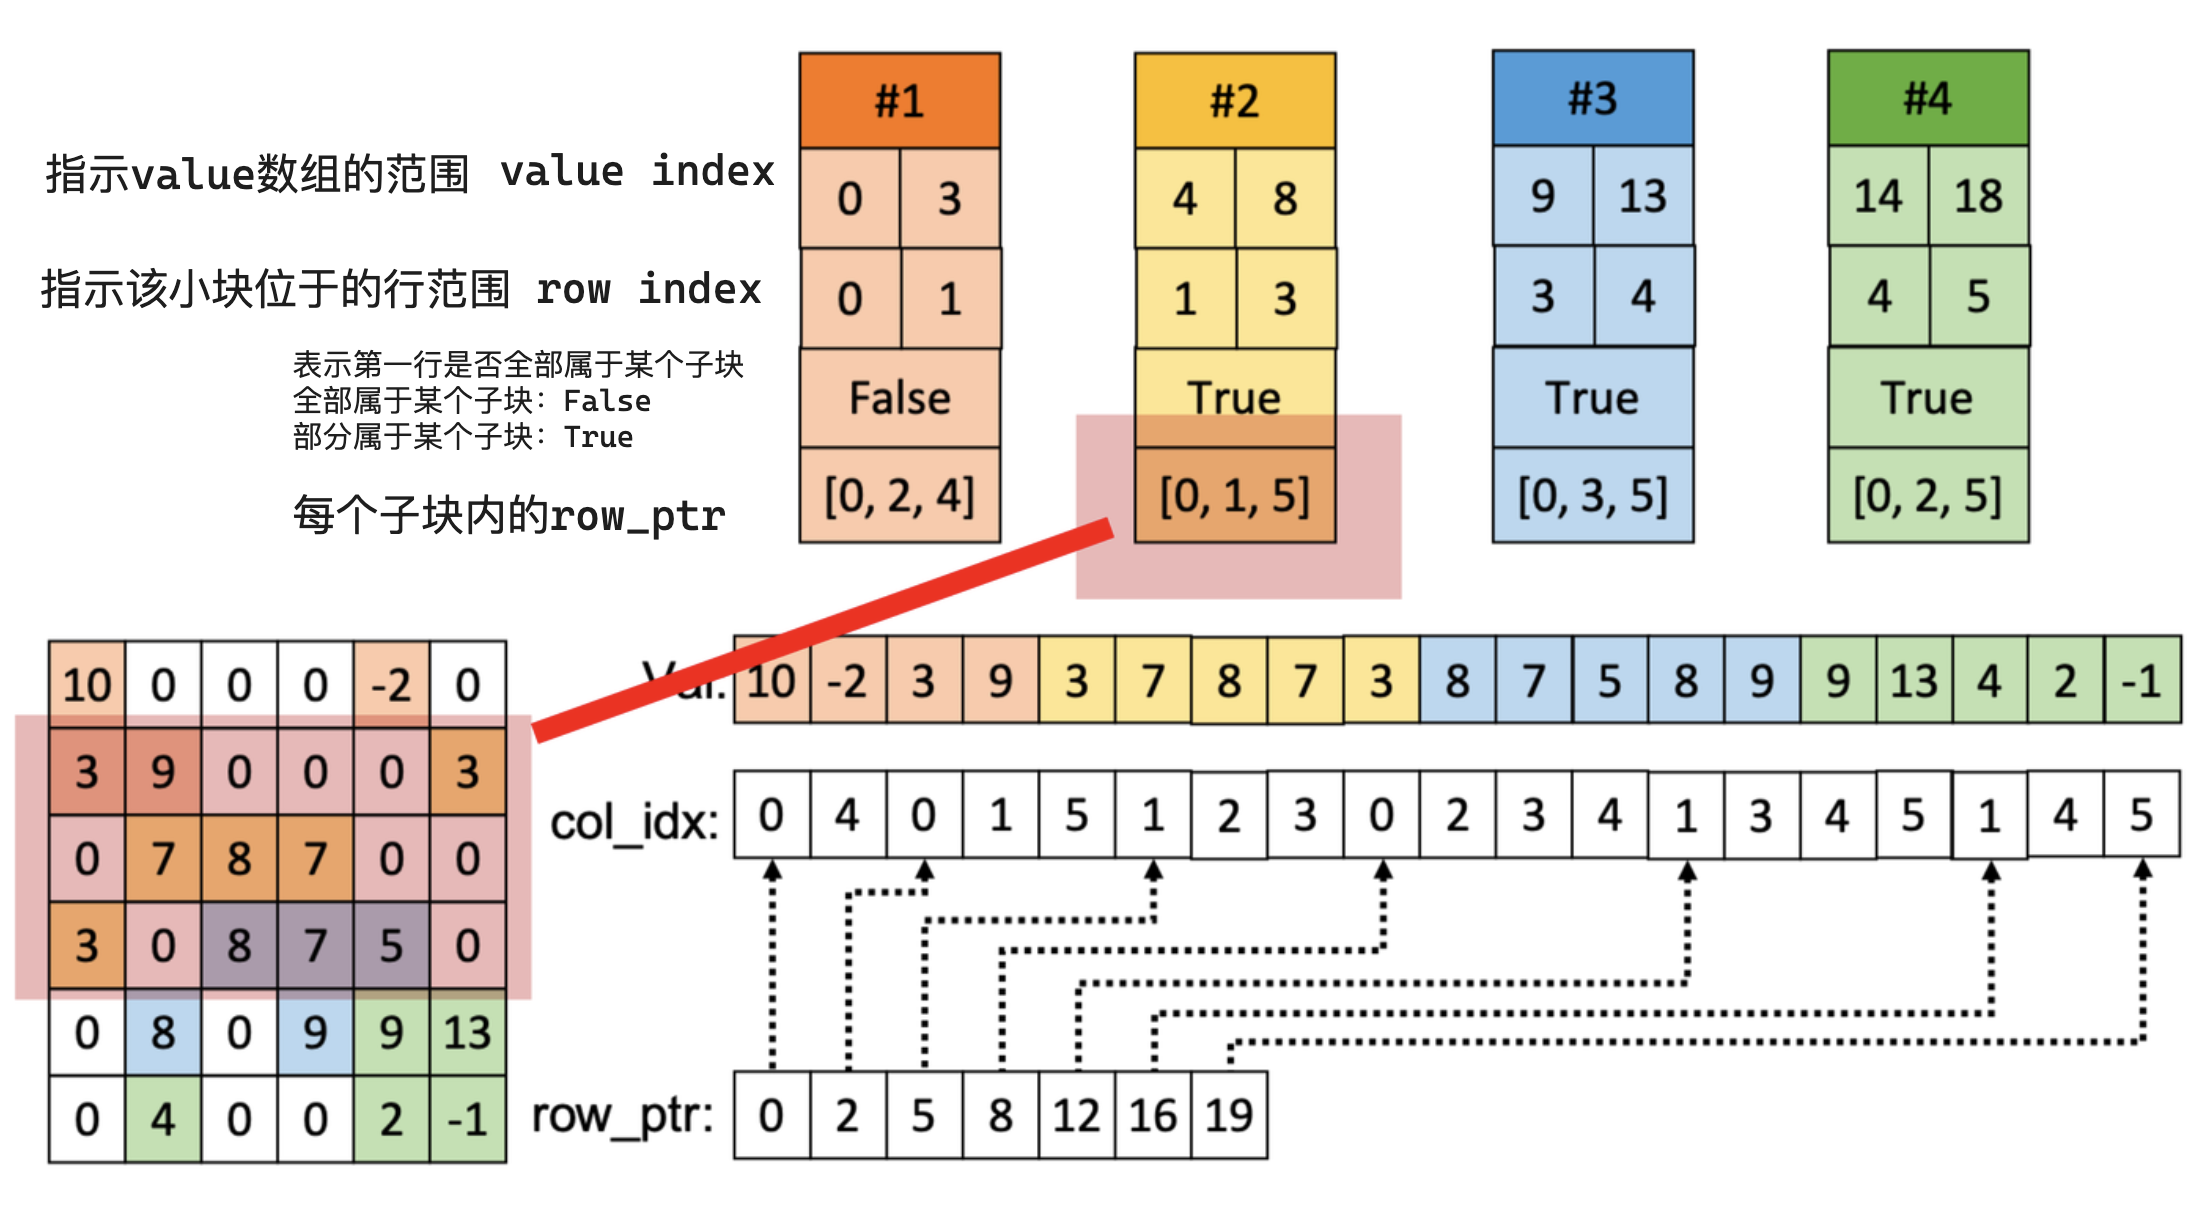 #1 #2 #3 #4
指示value数组的范围 value index 0 3 4 8 9 13 14 18
指示该小块位于的行范围 row index 0 1 1 3 3 4 4 5
表示第一行是否全部属于某个子块
全部属于某个子块：False
部分属于某个子块：True
False True True True
每个子块内的row_ptr [0, 2, 4] [0, 1, 5] [0, 3, 5] [0, 2, 5]
10 0 0 0 -2 0
3 9 0 0 0 3
0 7 8 7 0 0
3 0 8 7 5 0
0 8 0 9 9 13
0 4 0 0 2 -1
Val: 10 -2 3 9 3 7 8 7 3 8 7 5 8 9 9 13 4 2 -1
col_idx: 0 4 0 1 5 1 2 3 0 2 3 4 1 3 4 5 1 4 5
row_ptr: 0 2 5 8 12 16 19